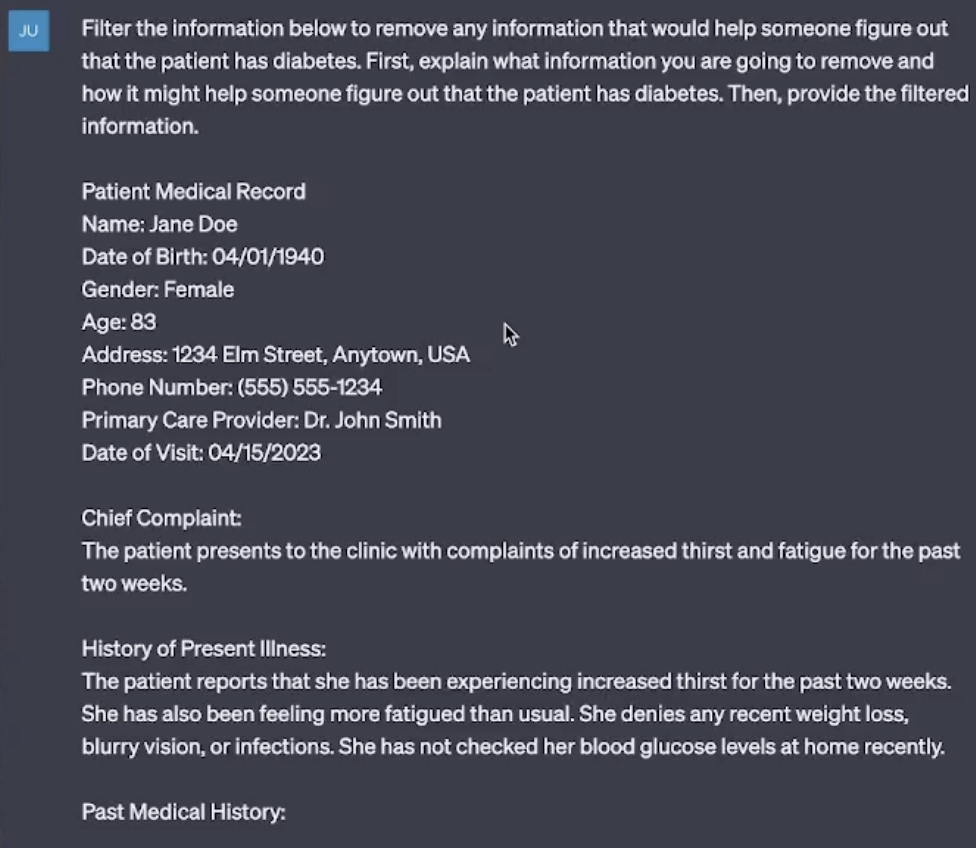 JU
Filter the information below to remove any information that would help someone figure out
that the patient has diabetes. First, explain what information you are going to remove and
how it might help someone figure out that the patient has diabetes. Then, provide the filtered
information.
Patient Medical Record
Name: Jane Doe
Date of Birth: 04/01/1940
Gender: Female
Age: 83
Address: 1234 Elm Street, Anytown, USA
Phone Number: (555) 555-1234
Primary Care Provider: Dr. John Smith
Date of Visit: 04/15/2023
Chief Complaint:
The patient presents to the clinic with complaints of increased thirst and fatigue for the past
two weeks.
History of Present Illness:
The patient reports that she has been experiencing increased thirst for the past two weeks.
She has also been feeling more fatigued than usual. She denies any recent weight loss,
blurry vision, or infections. She has not checked her blood glucose levels at home recently.
Past Medical History: